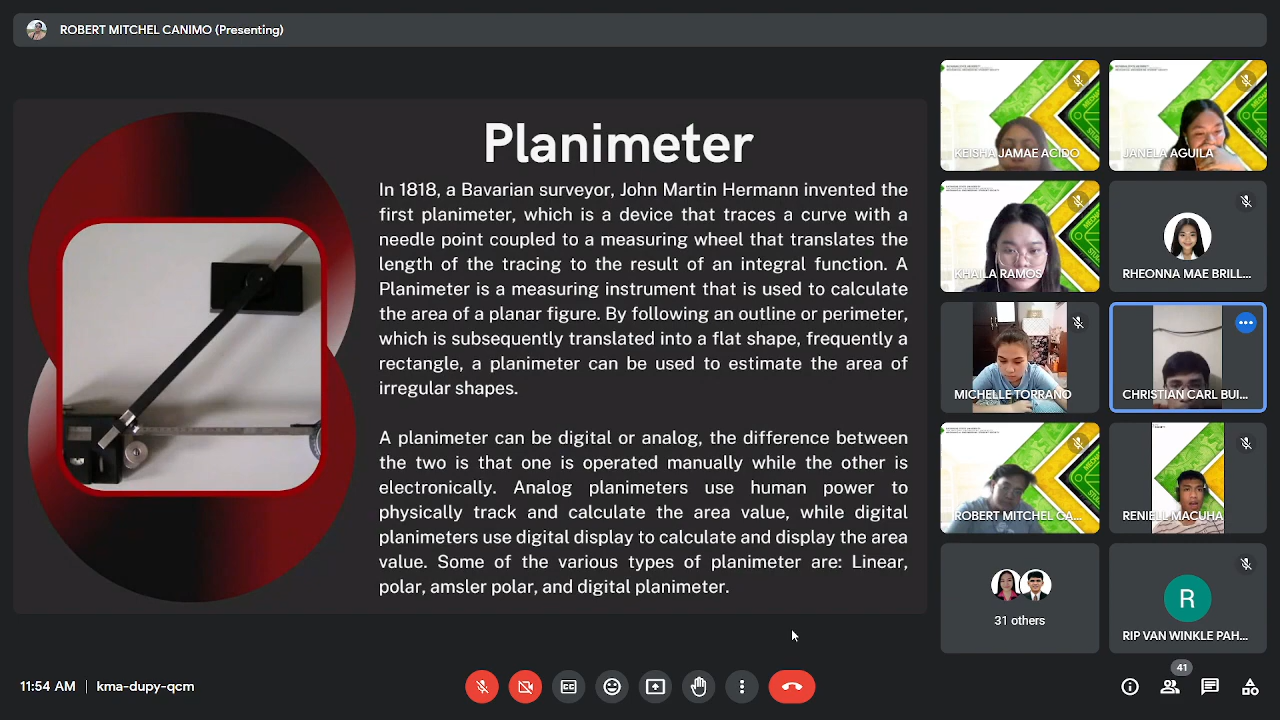 ROBERT MITCHEL CANIMO (Presenting)
Planimeter
In 1818, a Bavarian surveyor, John Martin Hermann invented the
first planimeter, which is a device that traces a curve with a
needle point coupled to a measuring wheel that translates the
length of the tracing to the result of an integral function. A
Planimeter is a measuring instrument that is used to calculate
the area of a planar figure. By following an outline or perimeter,
which is subsequently translated into a flat shape, frequently a
rectangle, a planimeter can be used to estimate the area of
irregular shapes.
A planimeter can be digital or analog, the difference between
the two is that one is operated manually while the other is
electronically. Analog planimeters use human power to
physically track and calculate the area value, while digital
planimeters use digital display to calculate and display the area
value. Some of the various types of planimeter are: Linear,
polar, amsler polar, and digital planimeter.
KEISHA JAMAE ACIDO
JANELA AGUILA
KHAILA RAMOS
RHEONNA MAE BRILL...
MICHELLE TORRANO
CHRISTIAN CARL BUI...
ROBERT MITCHEL CA...
RENIELL MACUHA
31 others
R
RIP VAN WINKLE PAH...
11:54 AM | kma-dupy-qcm
41